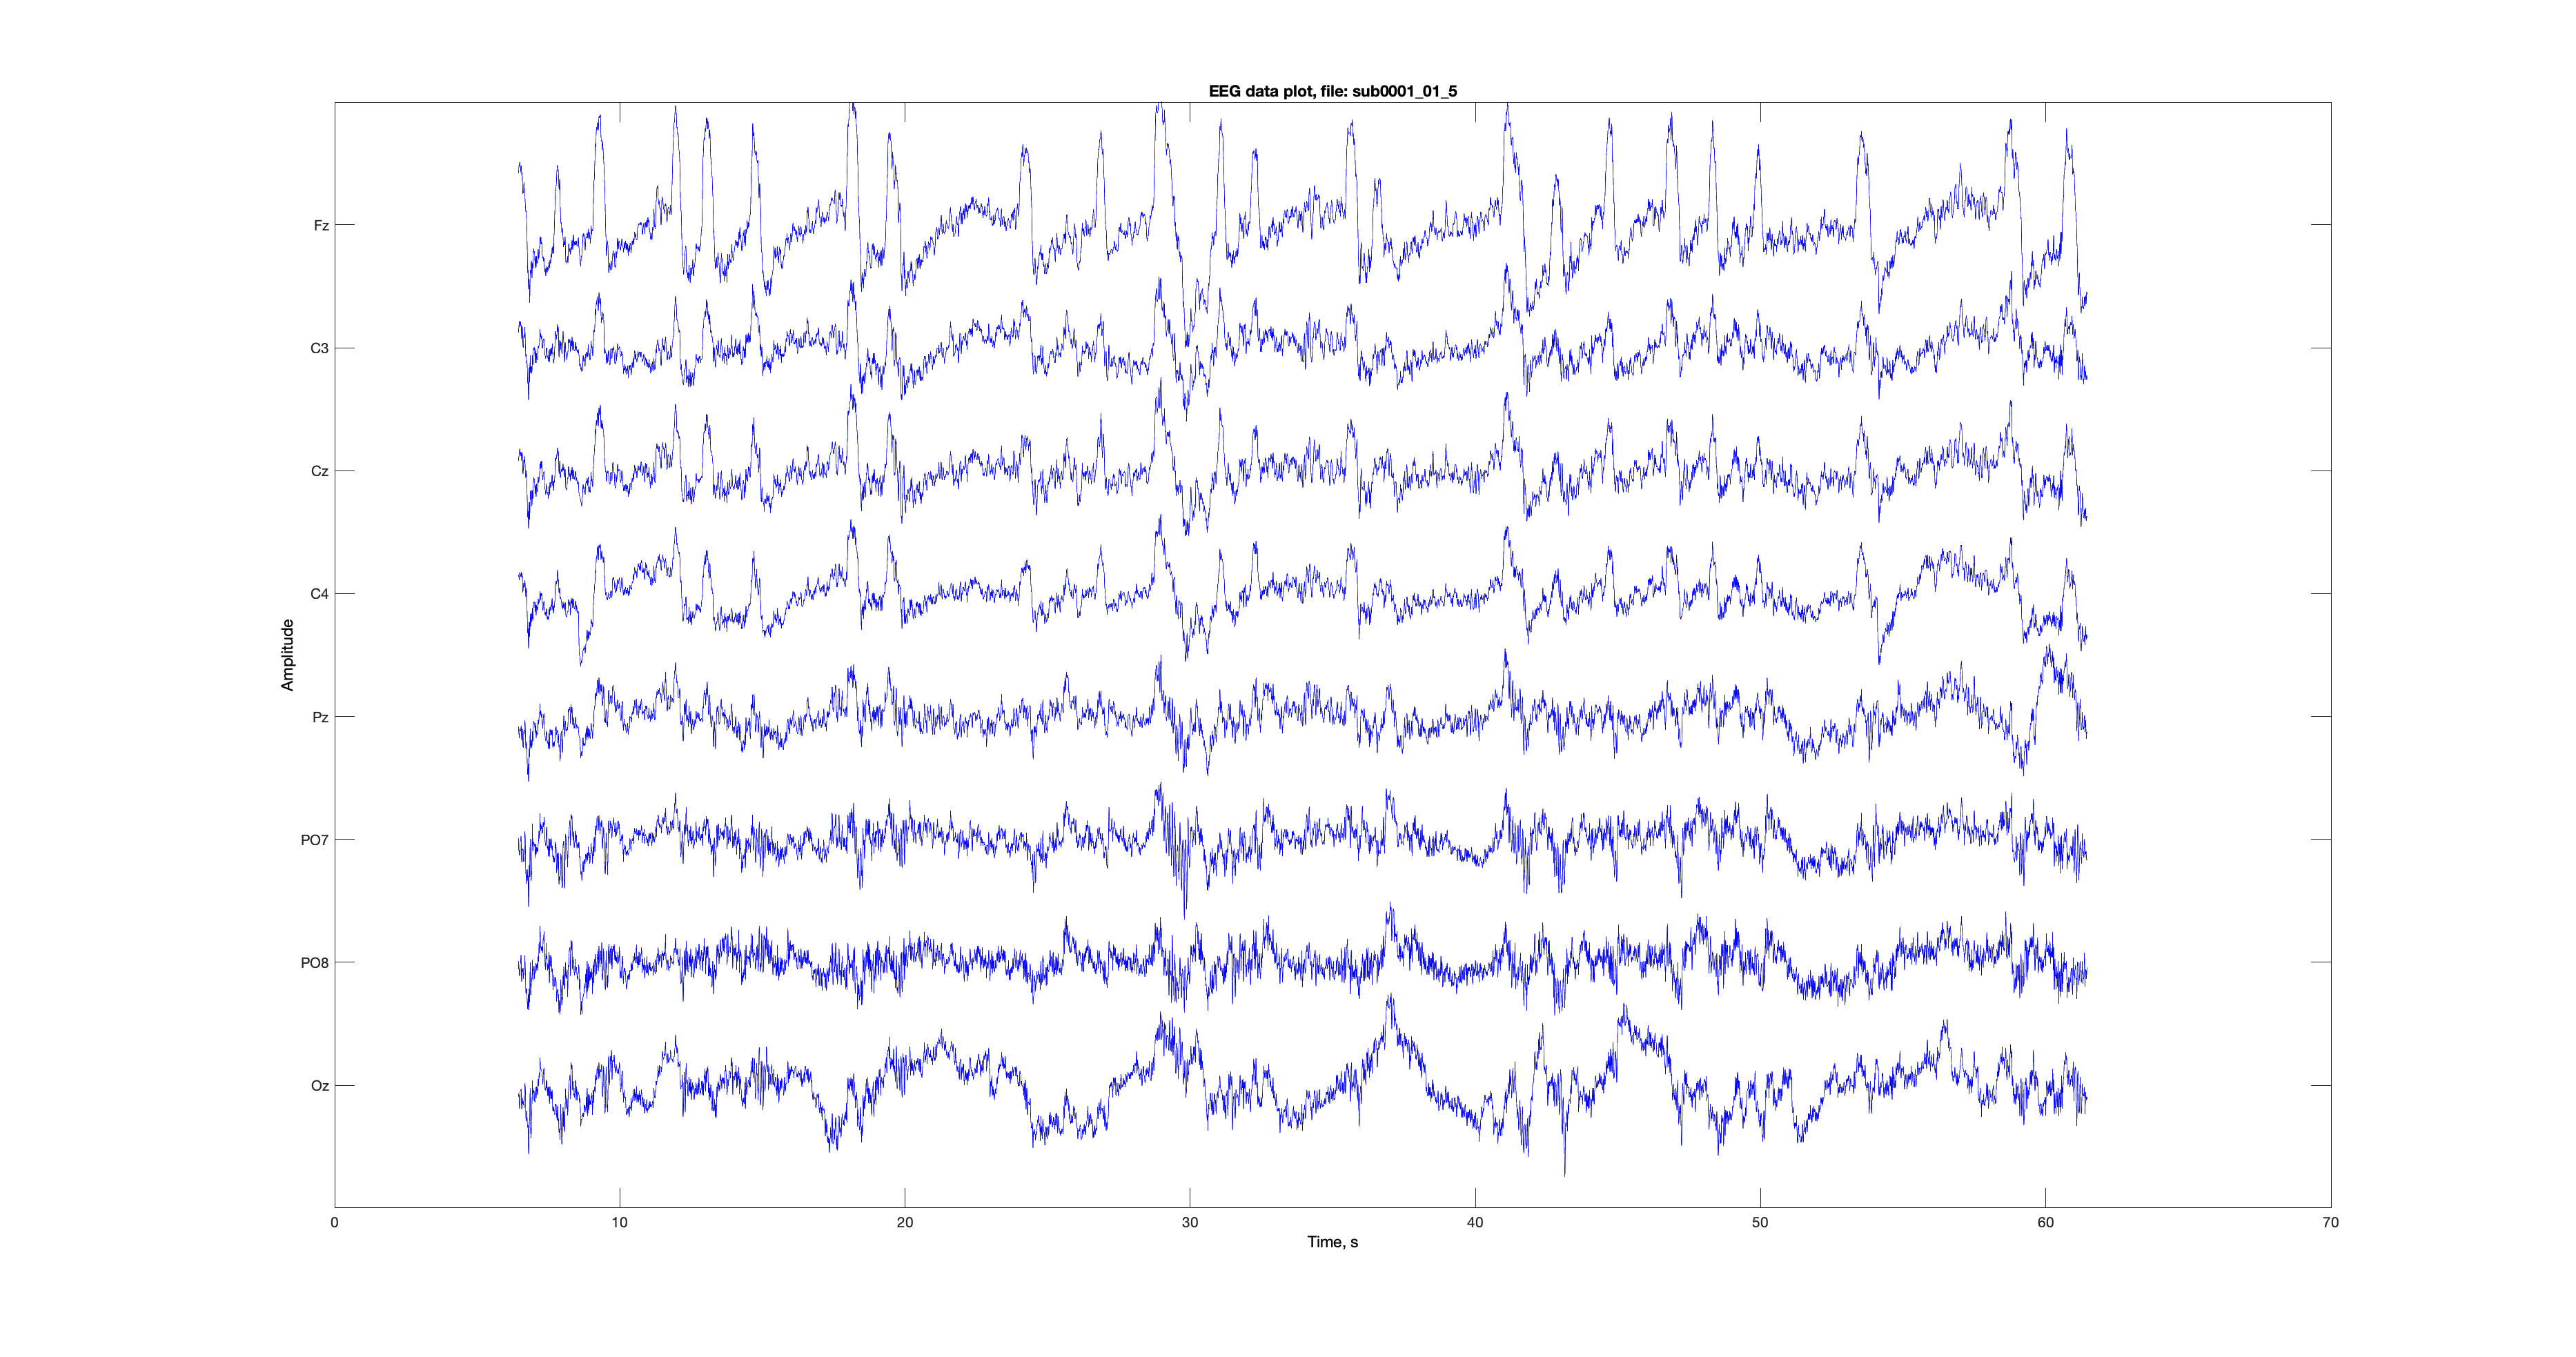 EEG data plot, file: sub0001_01_5
Fz
C3
Cz
C4
Amplitude
Pz
PO7
PO8
Oz
0 10 20 30 40 50 60 70
Time, s